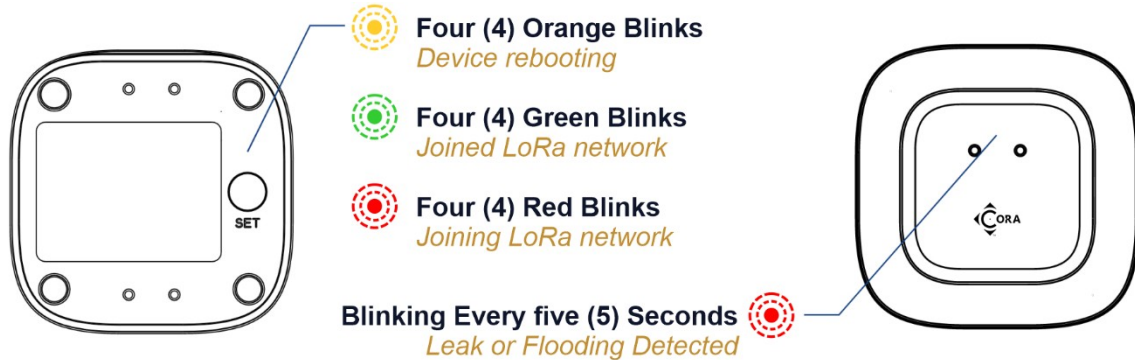 Four (4) Orange Blinks
Device rebooting
Four (4) Green Blinks
Joined LoRa network
Four (4) Red Blinks
Joining LoRa network
SET
CORA
Blinking Every five (5) Seconds
Leak or Flooding Detected